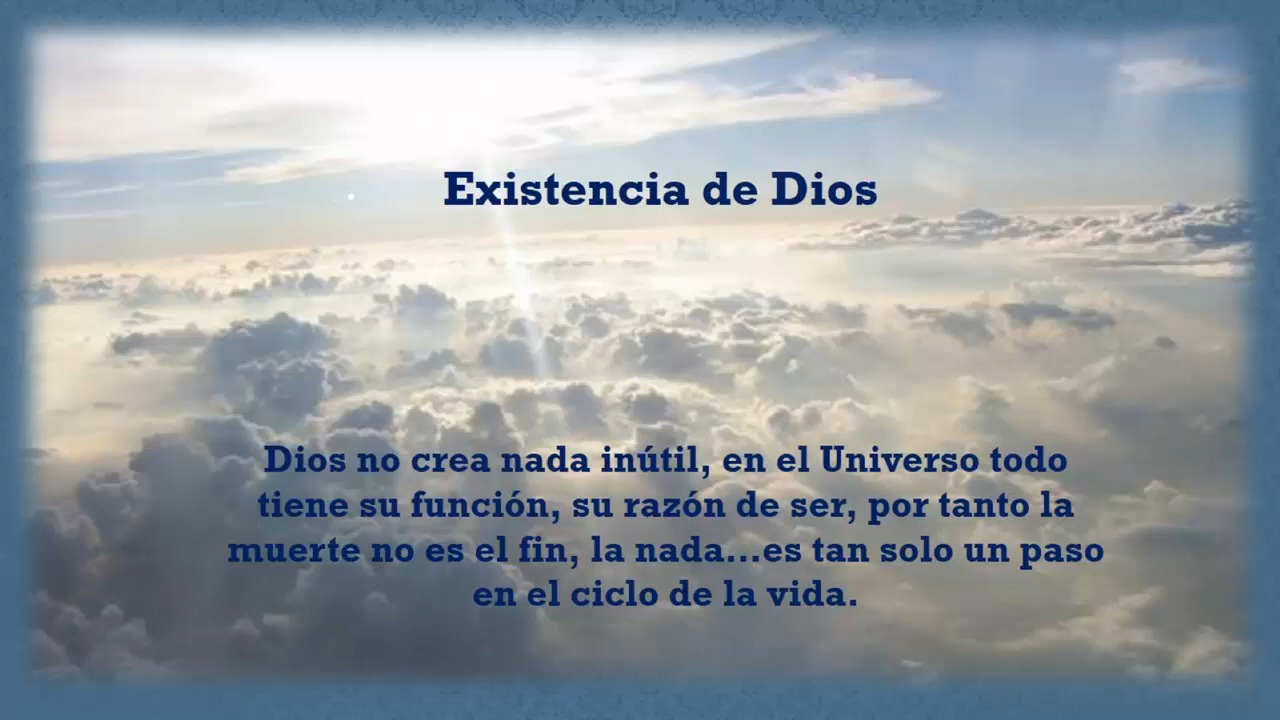 Existencia de Dios
Dios no crea nada inútil, en el Universo todo
tiene su función, su razón de ser, por tanto la
muerte no es el fin, la nada...es tan solo un paso
en el ciclo de la vida.